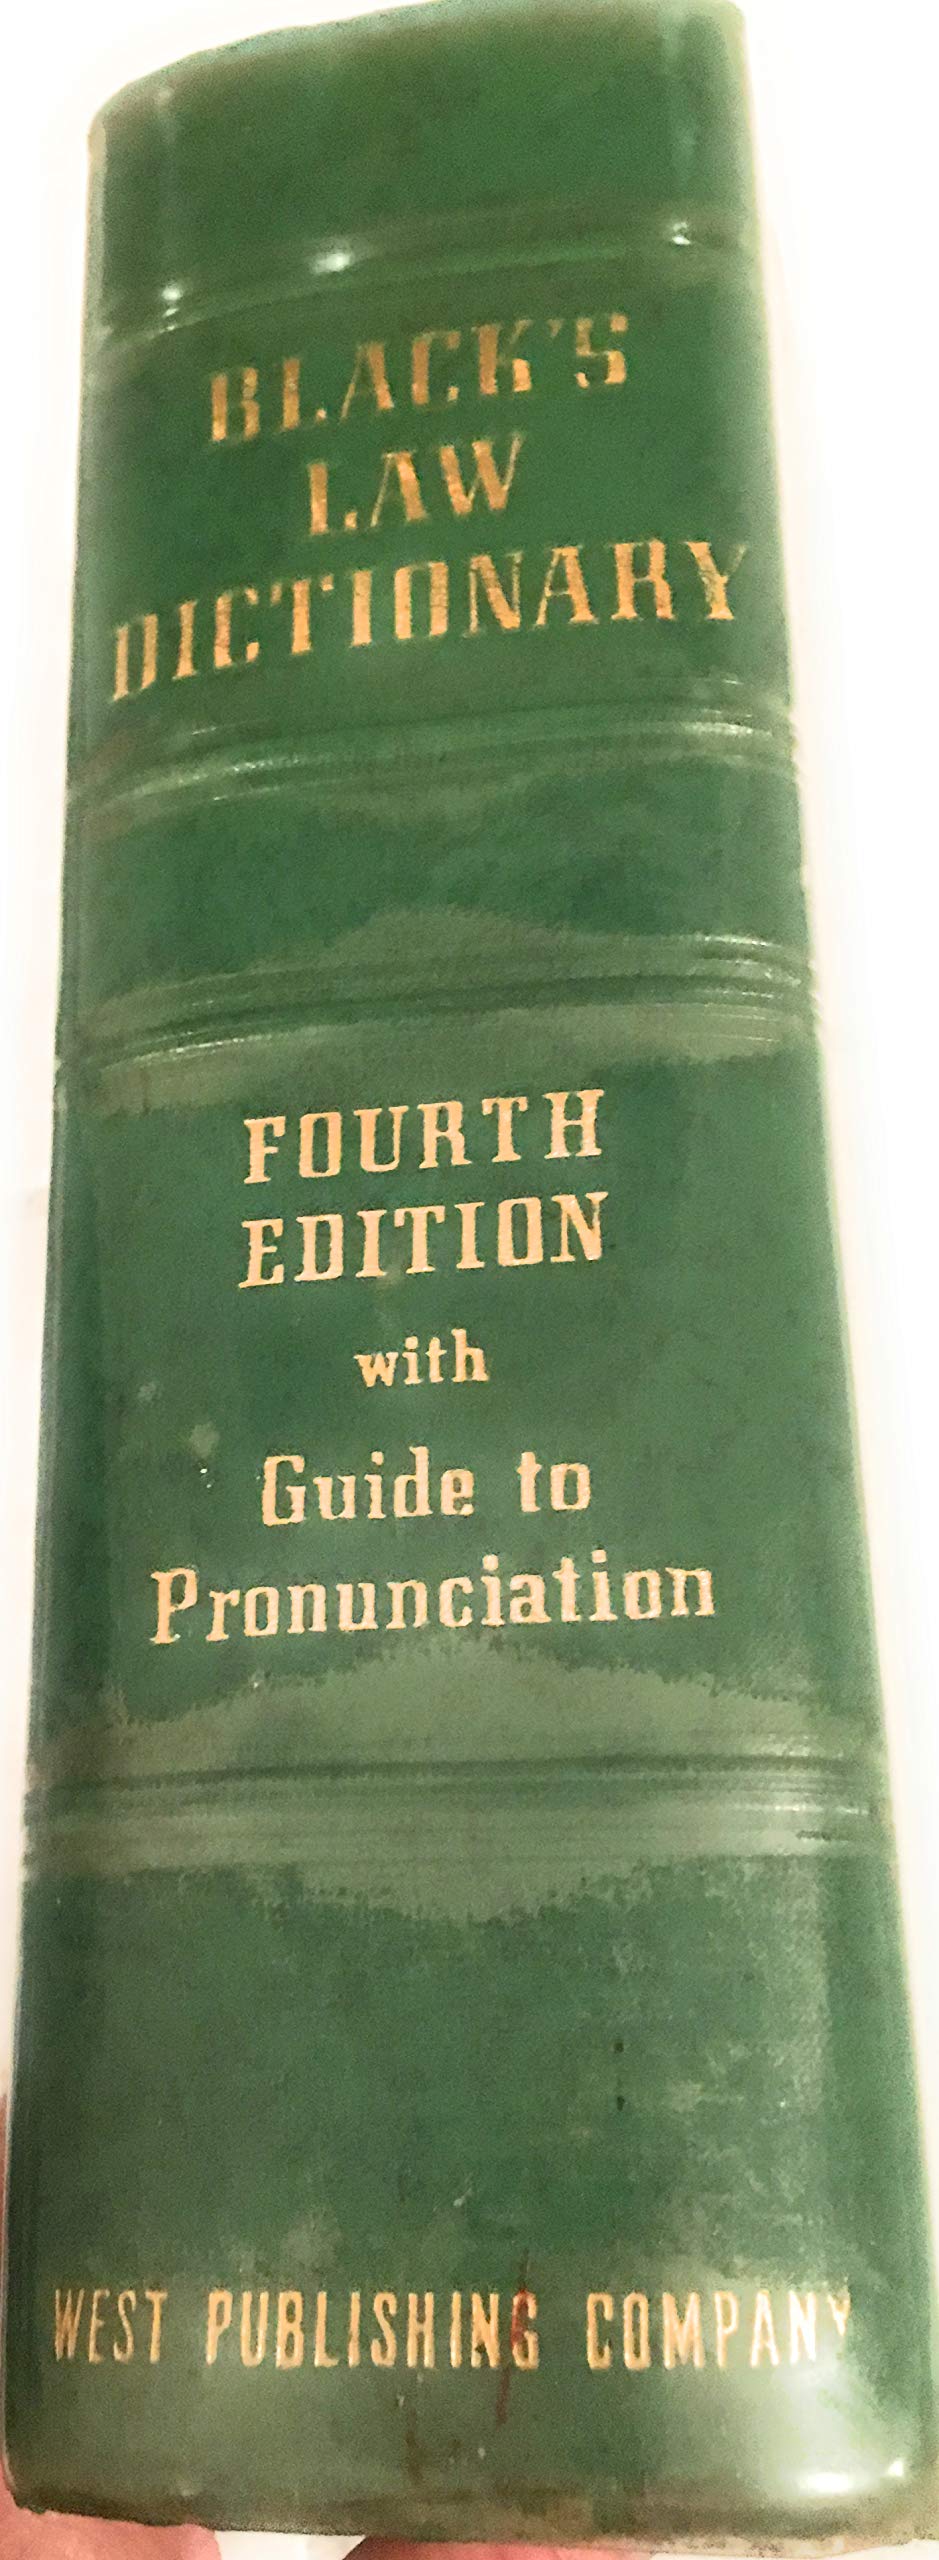 BLACK'S
LAW
DICTIONARY
FOURTH
EDITION
with
Guide to
Pronunciation
WEST PUBLISHING COMPANY